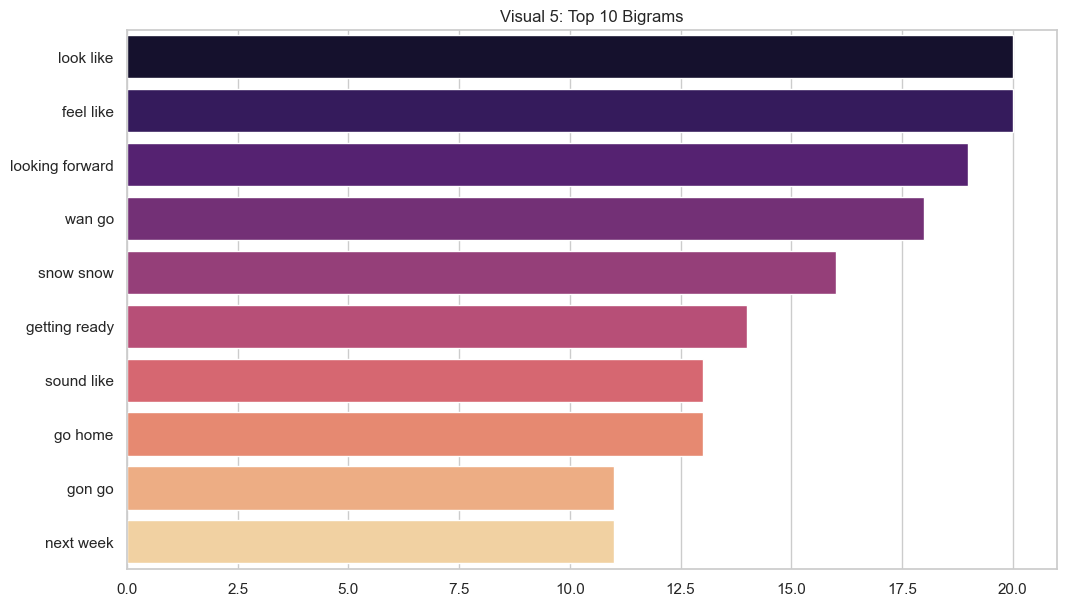 Visual 5: Top 10 Bigrams
look like
feel like
looking forward
wan go
snow snow
getting ready
sound like
go home
gon go
next week
0.0 2.5 5.0 7.5 10.0 12.5 15.0 17.5 20.0